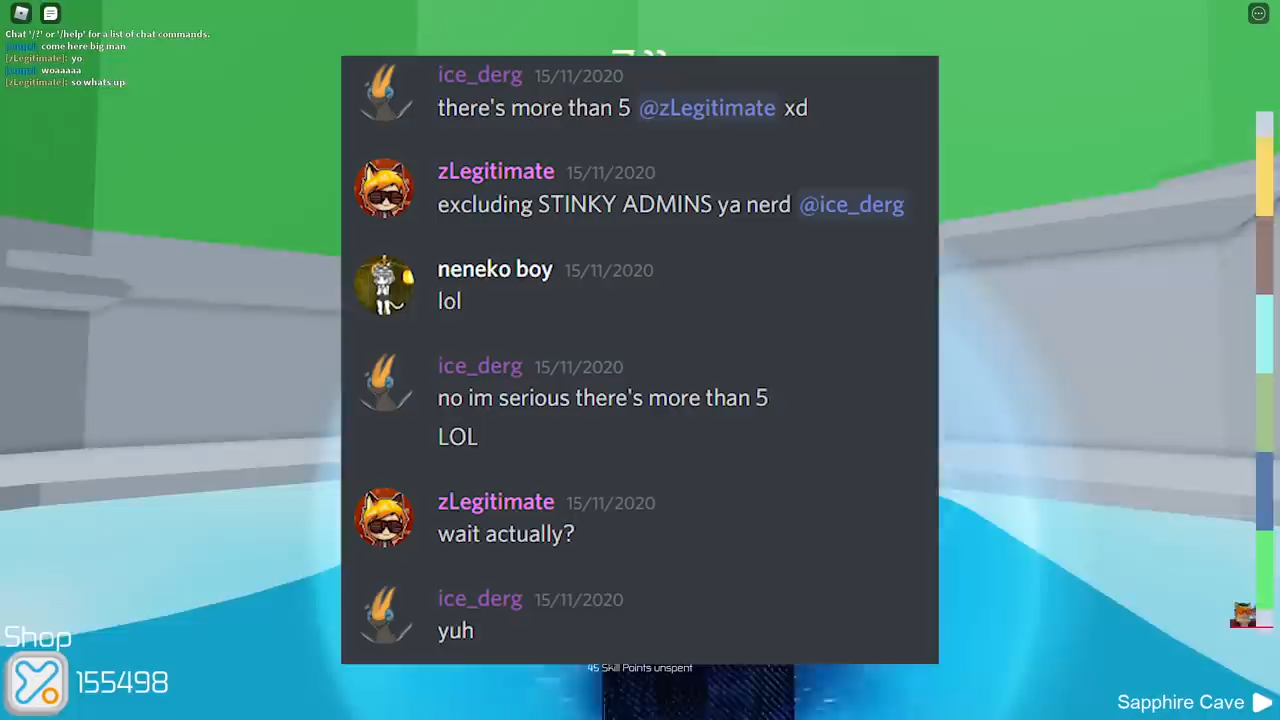 Chat '/?' or '/help' for a list of chat commands.
come here big man
[zLegitimate]: yo
woaaaaa
[zLegitimate]: so whats up
ice_derg 15/11/2020
there's more than 5 @zLegitimate xd
zLegitimate 15/11/2020
excluding STINKY ADMINS ya nerd @ice_derg
neneko boy 15/11/2020
lol
ice_derg 15/11/2020
no im serious there's more than 5
LOL
zLegitimate 15/11/2020
wait actually?
ice_derg 15/11/2020
yuh
45 Skill Points unspent
Shop
155498
Sapphire Cave